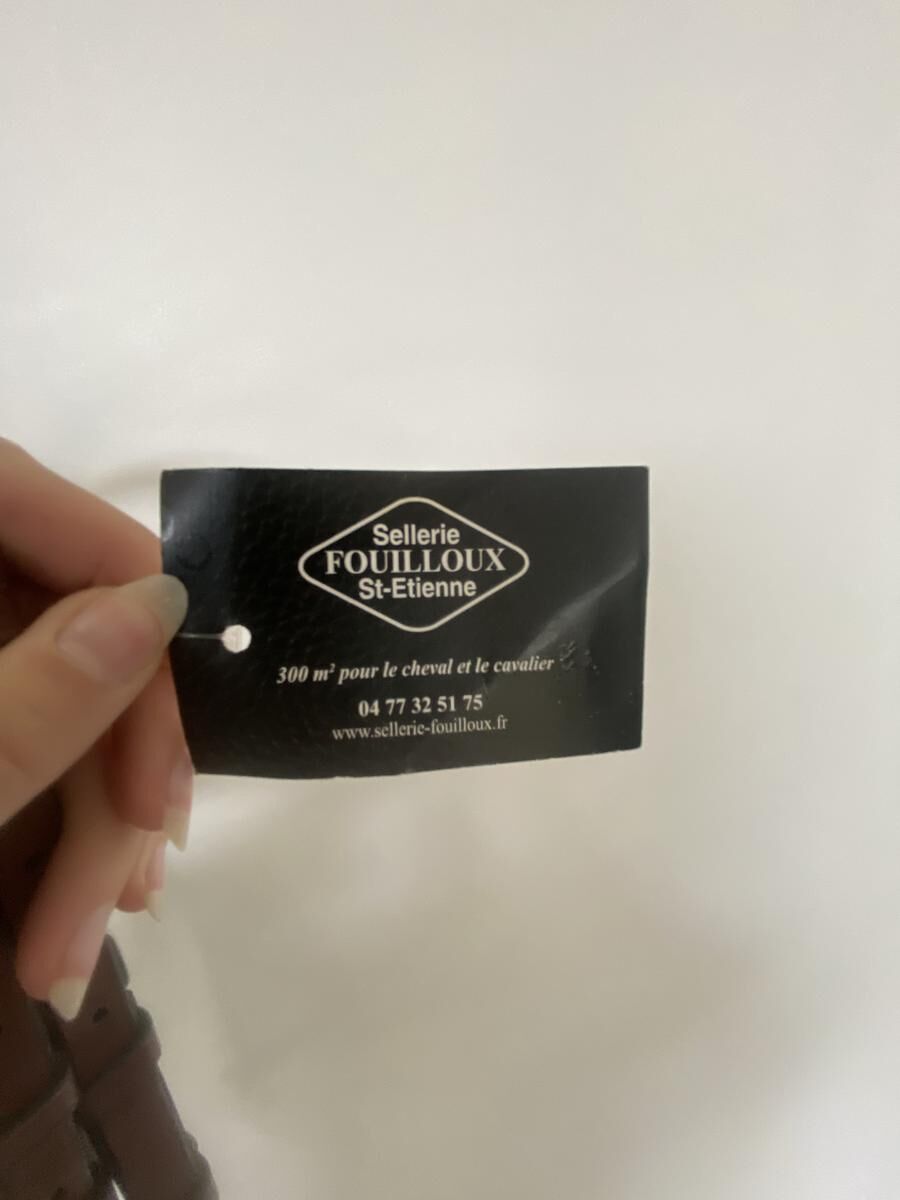 Sellerie
FOUILLOUX
St-Etienne
300 m² pour le cheval et le cavalier
04 77 32 51 75
www.sellerie-fouilloux.fr